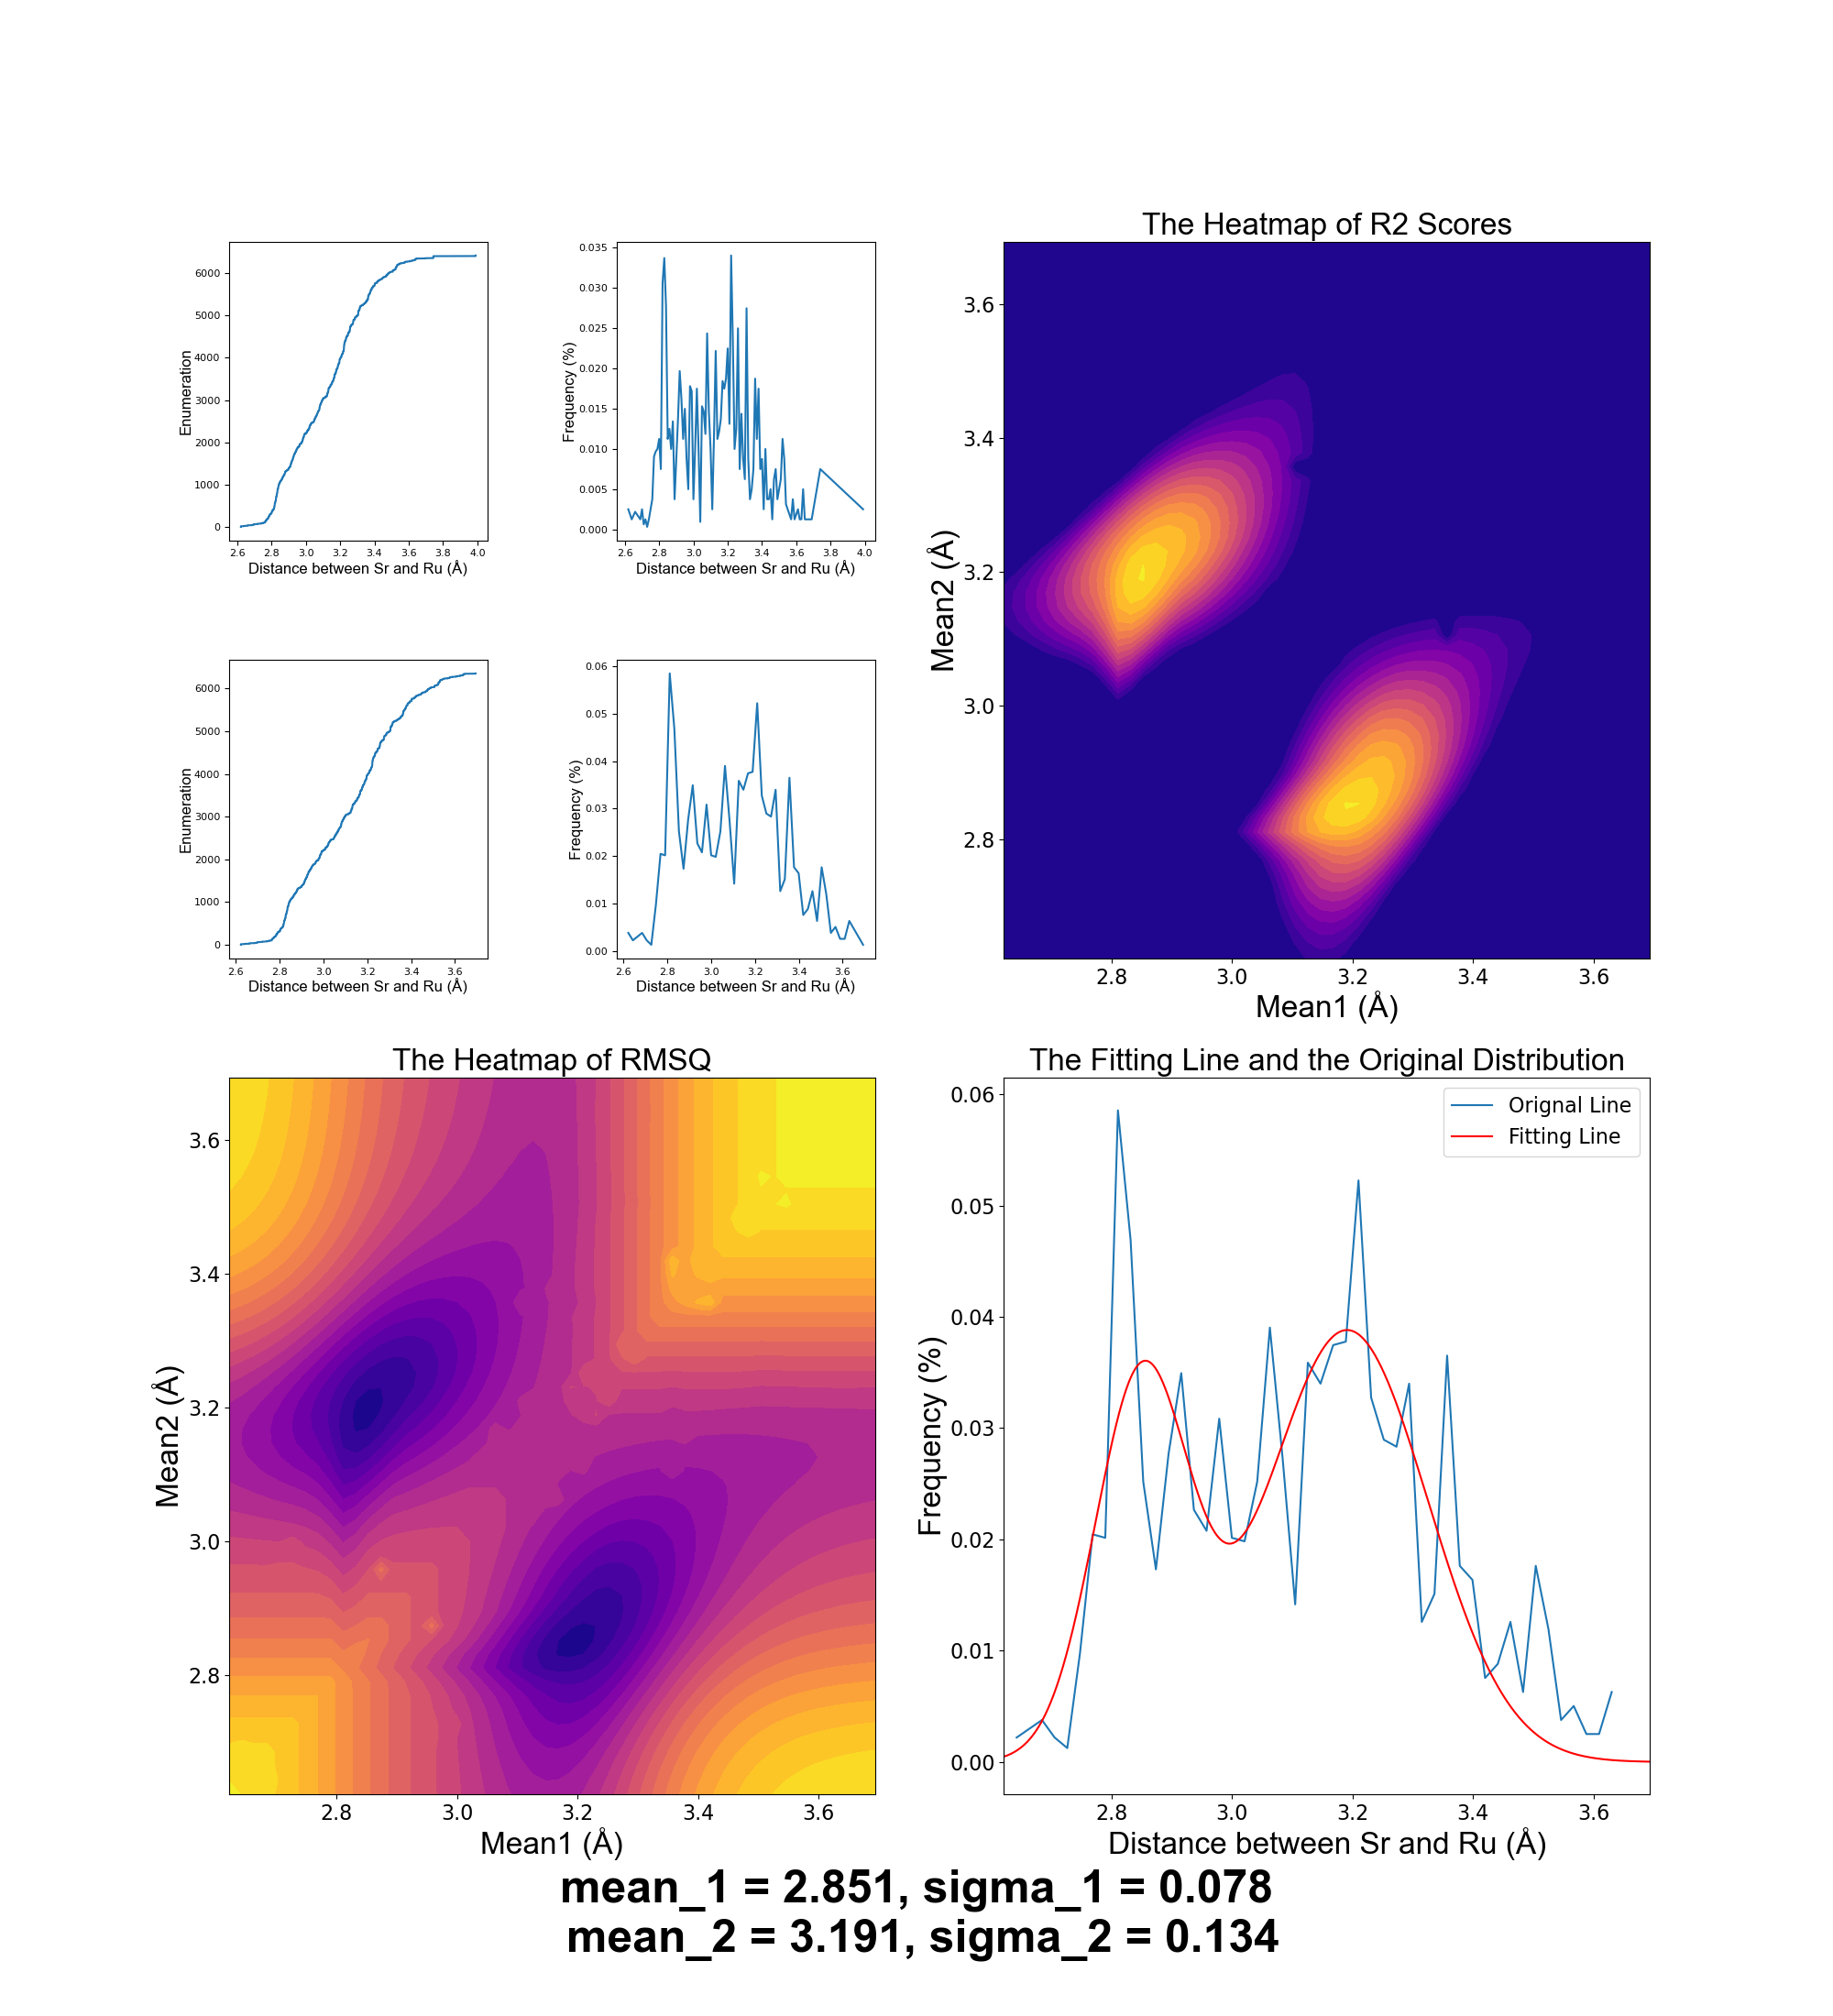 6000
5000
4000
3000
2000
1000
0
Enumeration
2.6 2.8 3.0 3.2 3.4 3.6 3.8 4.0
Distance between Sr and Ru (Å)
0.035
0.030
0.025
0.020
0.015
0.010
0.005
0.000
Frequency (%)
2.6 2.8 3.0 3.2 3.4 3.6 3.8 4.0
Distance between Sr and Ru (Å)
6000
5000
4000
3000
2000
1000
0
Enumeration
2.6 2.8 3.0 3.2 3.4 3.6
Distance between Sr and Ru (Å)
0.06
0.05
0.04
0.03
0.02
0.01
0.00
Frequency (%)
2.6 2.8 3.0 3.2 3.4 3.6
Distance between Sr and Ru (Å)
The Heatmap of R2 Scores
3.6
3.4
3.2
3.0
2.8
Mean2 (Å)
2.8 3.0 3.2 3.4 3.6
Mean1 (Å)
The Heatmap of RMSQ
3.6
3.4
3.2
3.0
2.8
Mean2 (Å)
2.8 3.0 3.2 3.4 3.6
Mean1 (Å)
The Fitting Line and the Original Distribution
Orignal Line
Fitting Line
0.06
0.05
0.04
0.03
0.02
0.01
0.00
Frequency (%)
2.8 3.0 3.2 3.4 3.6
Distance between Sr and Ru (Å)
mean_1 = 2.851, sigma_1 = 0.078
mean_2 = 3.191, sigma_2 = 0.134